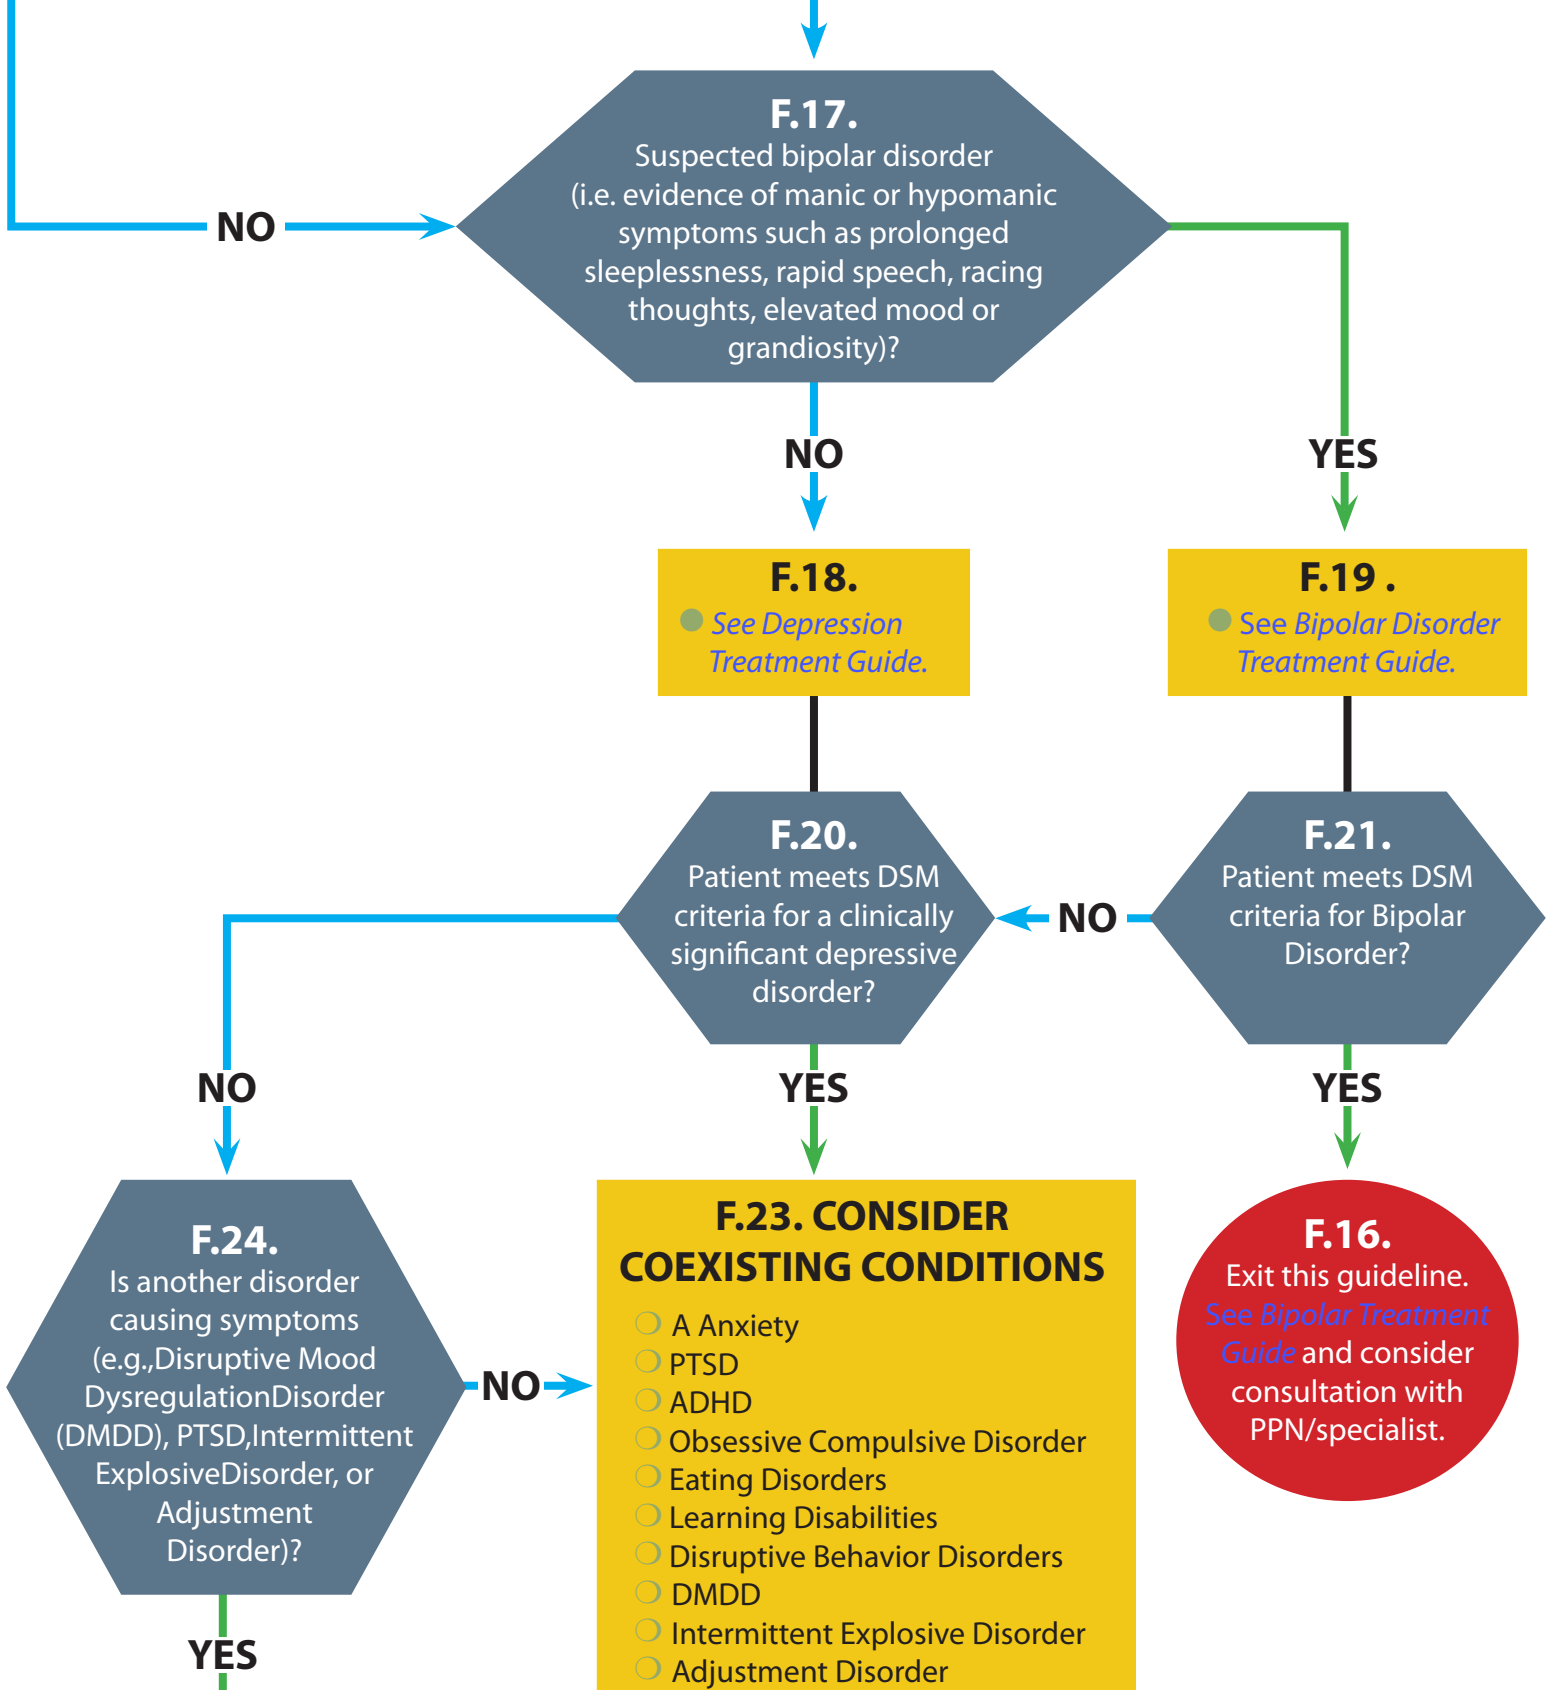 F.17.
Suspected bipolar disorder
(i.e. evidence of manic or hypomanic
symptoms such as prolonged
sleeplessness, rapid speech, racing
thoughts, elevated mood or
grandiosity)?
NO
NO
YES
F.18.
See Depression
Treatment Guide.
F.19 .
See Bipolar Disorder
Treatment Guide.
F.20.
Patient meets DSM
criteria for a clinically
significant depressive
disorder?
NO
F.21.
Patient meets DSM
criteria for Bipolar
Disorder?
NO
YES
YES
F.24.
Is another disorder
causing symptoms
(e.g.,Disruptive Mood
DysregulationDisorder
(DMDD), PTSD,Intermittent
ExplosiveDisorder, or
Adjustment
Disorder)?
NO
YES
F.23. CONSIDER
COEXISTING CONDITIONS
❍ A Anxiety
❍ PTSD
❍ ADHD
❍ Obsessive Compulsive Disorder
❍ Eating Disorders
❍ Learning Disabilities
❍ Disruptive Behavior Disorders
❍ DMDD
❍ Intermittent Explosive Disorder
❍ Adjustment Disorder
F.16.
Exit this guideline.
See Bipolar Treatment
Guide and consider
consultation with
PPN/specialist.